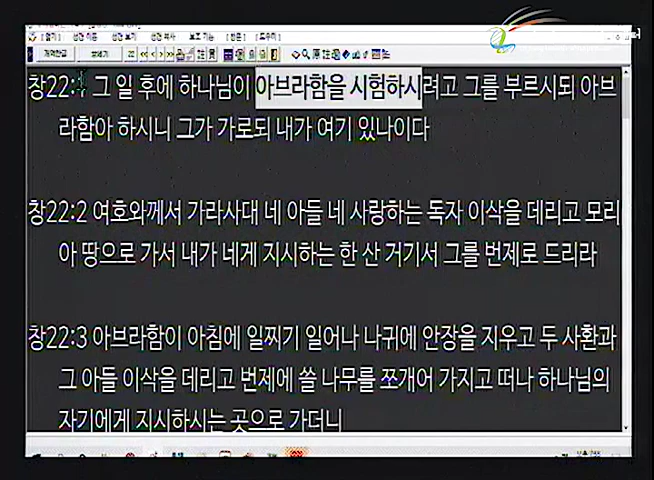 개역한글 창세기 22
창22:1 그 일 후에 하나님이 아브라함을 시험하시려고 그를 부르시되 아브
라함아 하시니 그가 가로되 내가 여기 있나이다
창22:2 여호와께서 가라사대 네 아들 네 사랑하는 독자 이삭을 데리고 모리
아 땅으로 가서 내가 네게 지시하는 한 산 거기서 그를 번제로 드리라
창22:3 아브라함이 아침에 일찌기 일어나 나귀에 안장을 지우고 두 사환과
그 아들 이삭을 데리고 번제에 쓸 나무를 쪼개어 가지고 떠나 하나님의
자기에게 지시하시는 곳으로 가더니